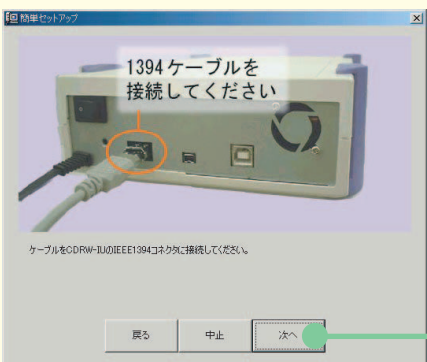 簡単セットアップ
1394ケーブルを
接続してください
ケーブルをCDRW-IUのIEEE1394コネクタに接続してください。
戻る
中止
次へ